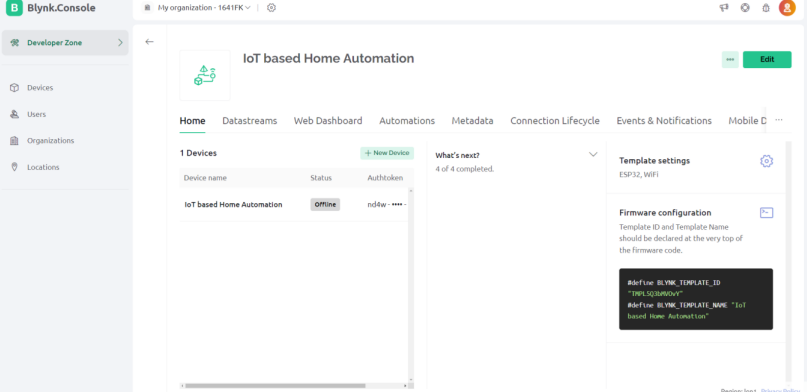 B Blynk.Console
My organization - 1641FK
Developer Zone
Devices
Users
Organizations
Locations
IoT based Home Automation
Edit
Home Datastreams Web Dashboard Automations Metadata Connection Lifecycle Events & Notifications Mobile D
1 Devices
+ New Device
Device name Status Authtoken
IoT based Home Automation Offline nd4w - •••• -
What's next?
4 of 4 completed.
Template settings
ESP32, WiFi
Firmware configuration
Template ID and Template Name
should be declared at the very top of
the firmware code.
#define BLYNK_TEMPLATE_ID
"TMPL5Q3bMVOvY"
#define BLYNK_TEMPLATE_NAME "IoT
based Home Automation"
Privacy Policy